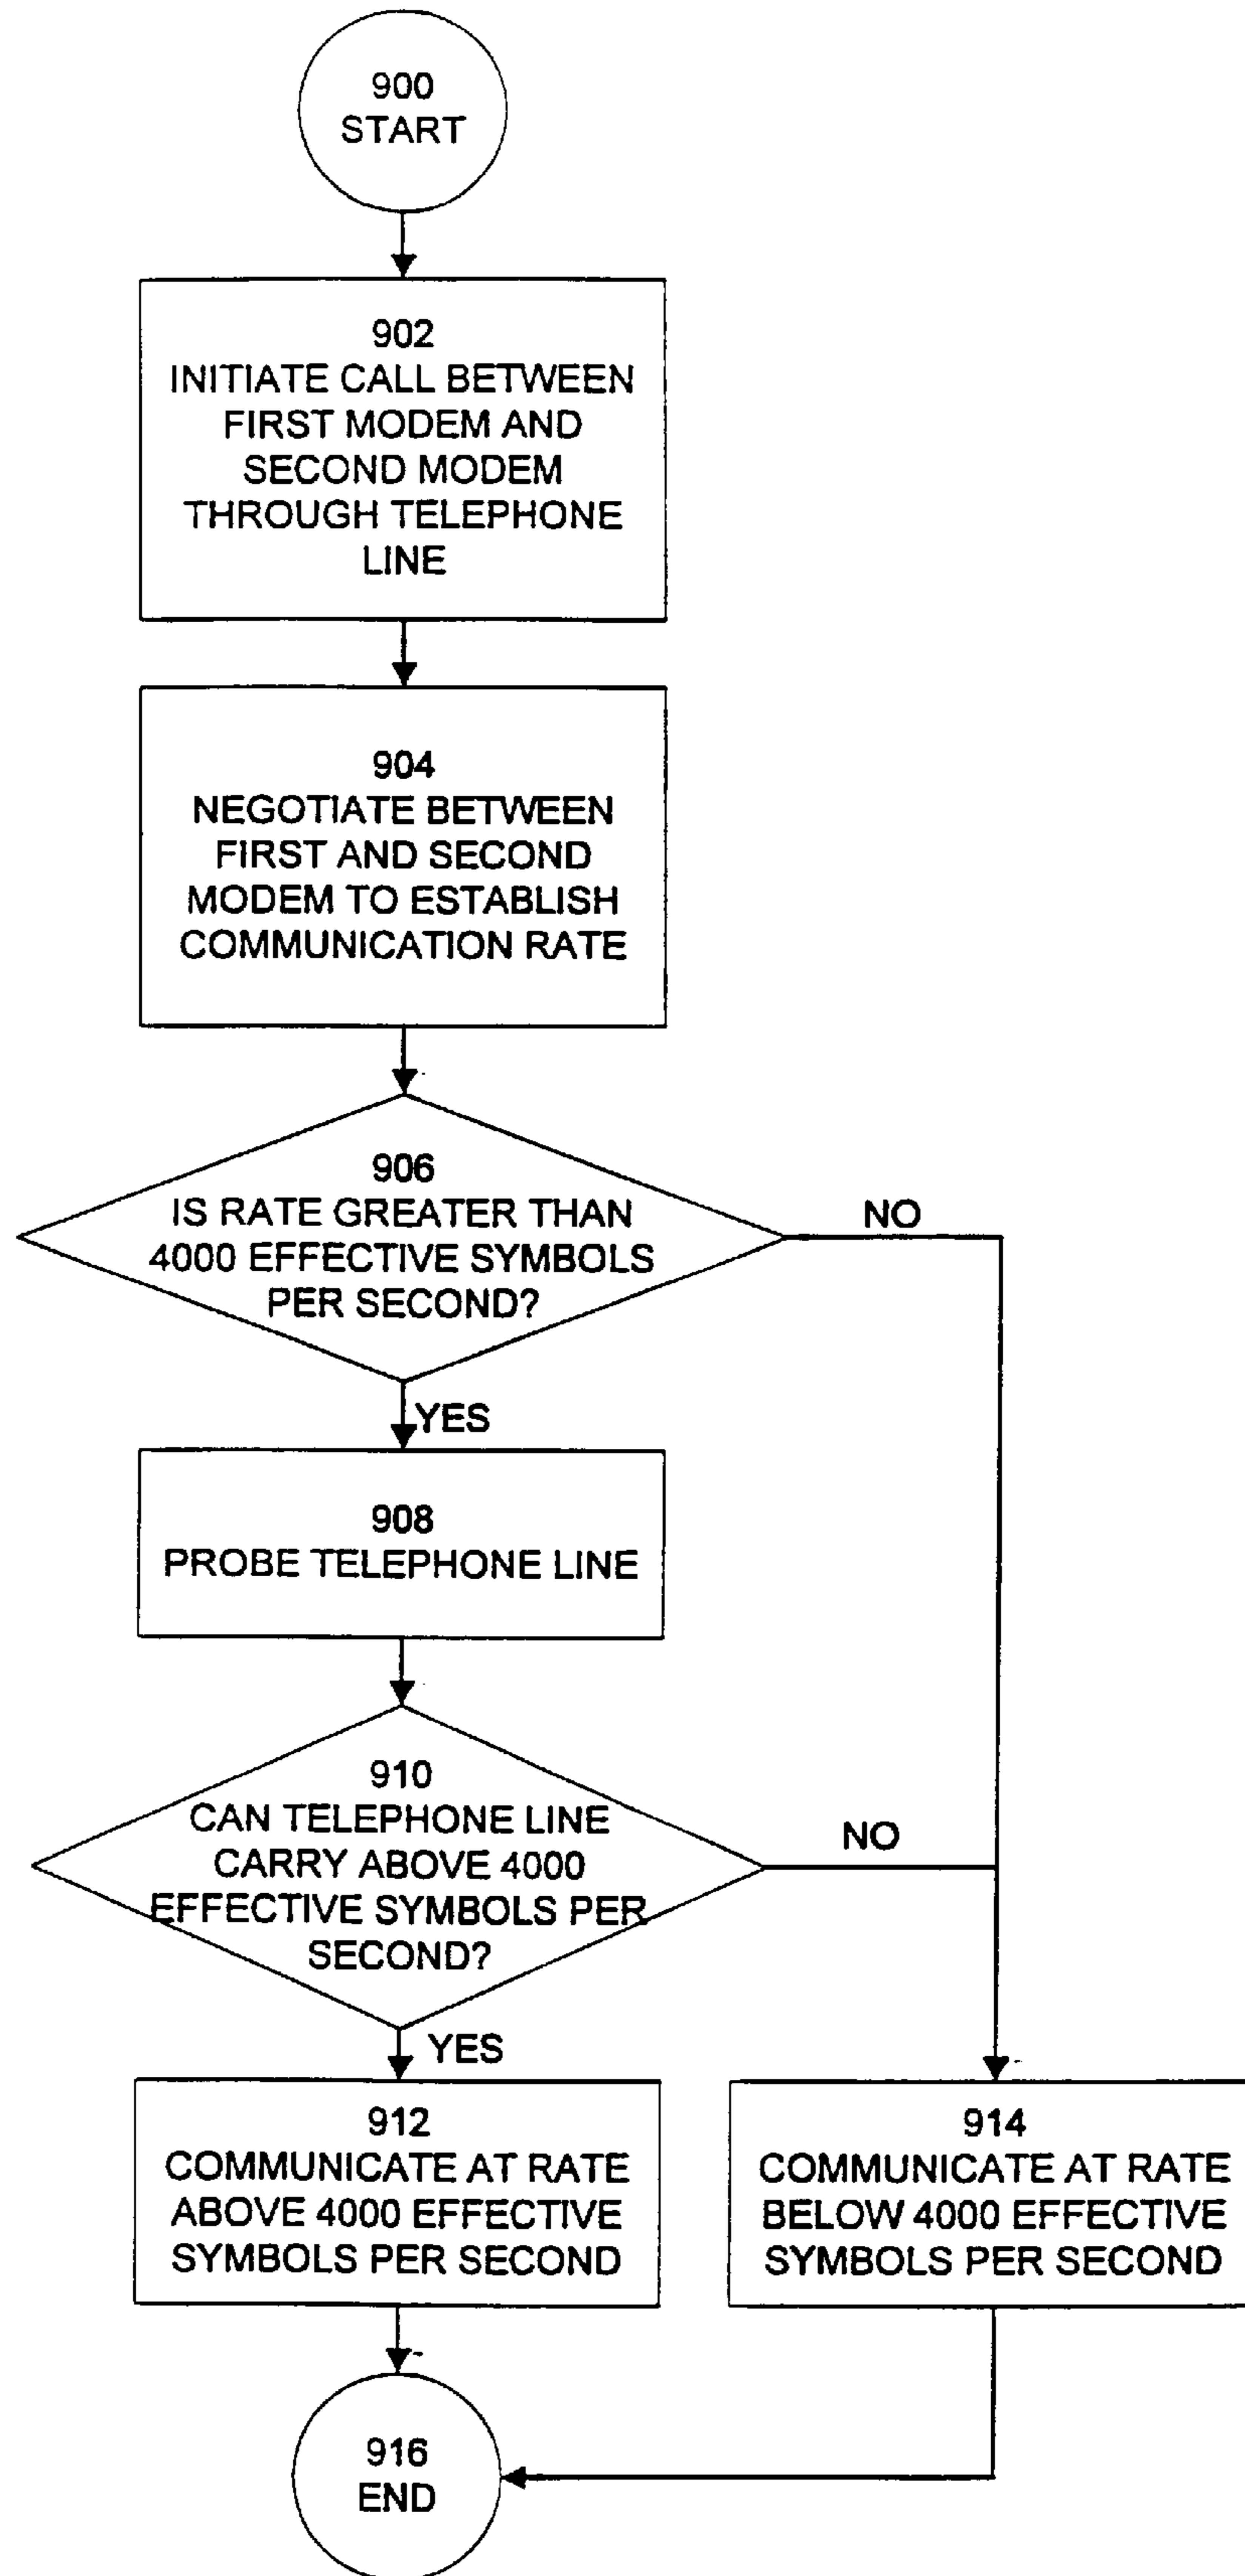 900
START
902
INITIATE CALL BETWEEN
FIRST MODEM AND
SECOND MODEM
THROUGH TELEPHONE
LINE
904
NEGOTIATE BETWEEN
FIRST AND SECOND
MODEM TO ESTABLISH
COMMUNICATION RATE
906
IS RATE GREATER THAN
4000 EFFECTIVE SYMBOLS
PER SECOND?
NO
YES
908
PROBE TELEPHONE LINE
910
CAN TELEPHONE LINE
CARRY ABOVE 4000
EFFECTIVE SYMBOLS PER
SECOND?
NO
YES
912
COMMUNICATE AT RATE
ABOVE 4000 EFFECTIVE
SYMBOLS PER SECOND
914
COMMUNICATE AT RATE
BELOW 4000 EFFECTIVE
SYMBOLS PER SECOND
916
END